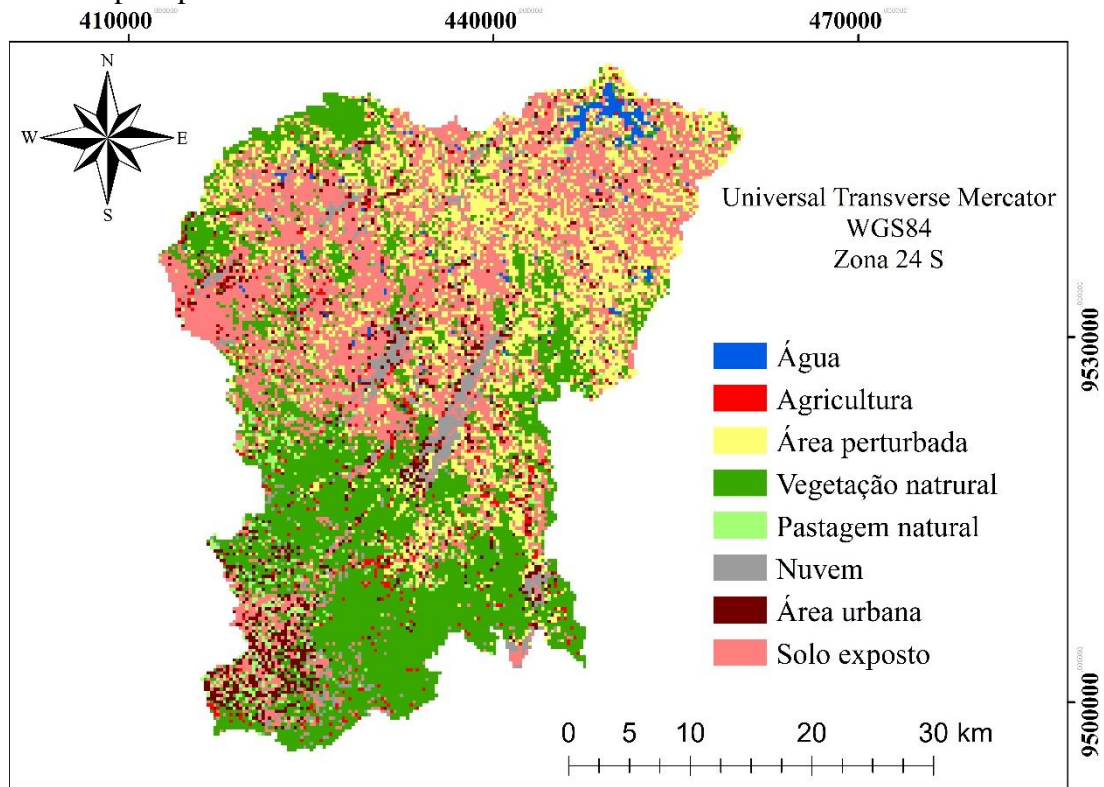 410000 440000 470000
N
W E
S
Universal Transverse Mercator
WGS84
Zona 24 S
9530000
Água
Agricultura
Área perturbada
Vegetação natrural
Pastagem natural
Nuvem
Área urbana
Solo exposto
9500000
0 5 10 20 30 km